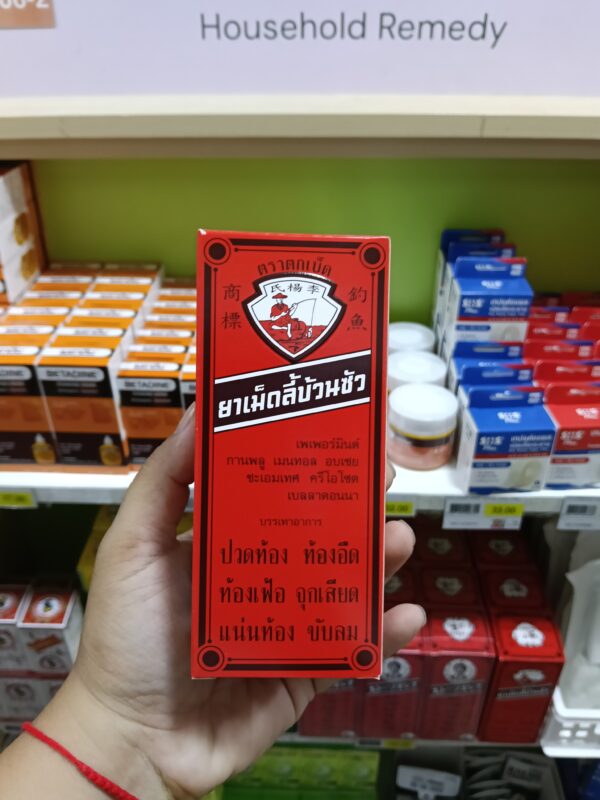 Household Remedy
ตราตกเบ็ด
商標
氏楊李
釣魚
ยาเม็ดลี้บ้วนซัว
เพเพอร์มินต์
กานพลู เมนทอล อบเชย
ชะเอมเทศ ครีโอโซต
เบลลาดอนนา
บรรเทาอาการ
ปวดท้อง ท้องอืด
ท้องเฟ้อ จุกเสียด
แน่นท้อง ขับลม
BETADINE
BETADINE